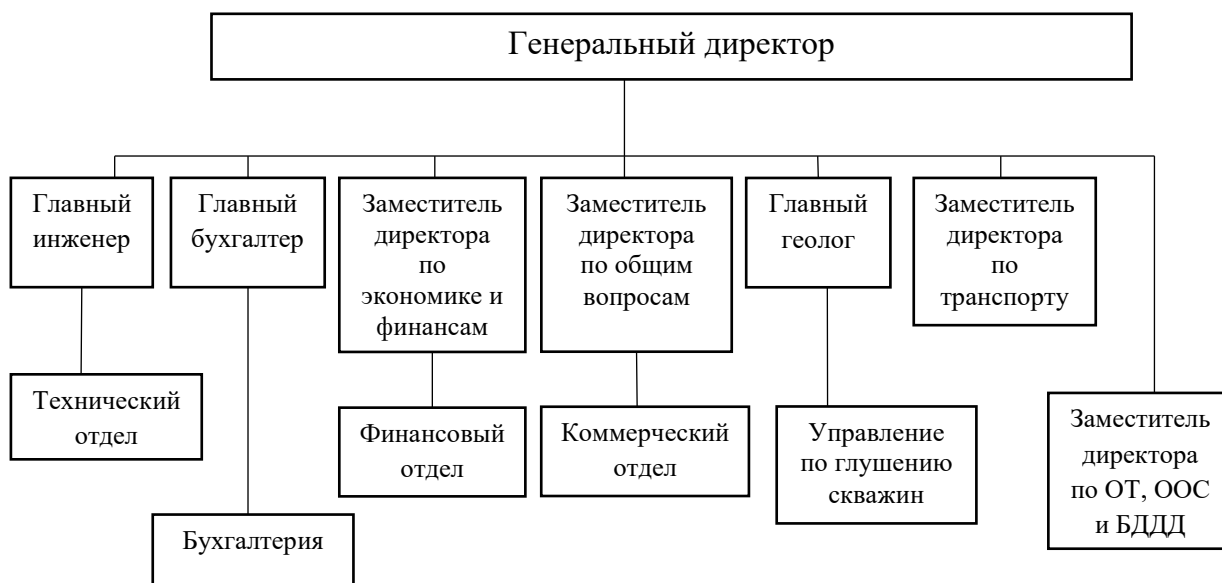 Генеральный директор
Главный
инженер
Главный
бухгалтер
Заместитель
директора
по
экономике и
финансам
Заместитель
директора
по общим
вопросам
Главный
геолог
Заместитель
директора
по
транспорту
Технический
отдел
Финансовый
отдел
Коммерческий
отдел
Управление
по глушению
скважин
Заместитель
директора
по ОТ, ООС
и БДДД
Бухгалтерия